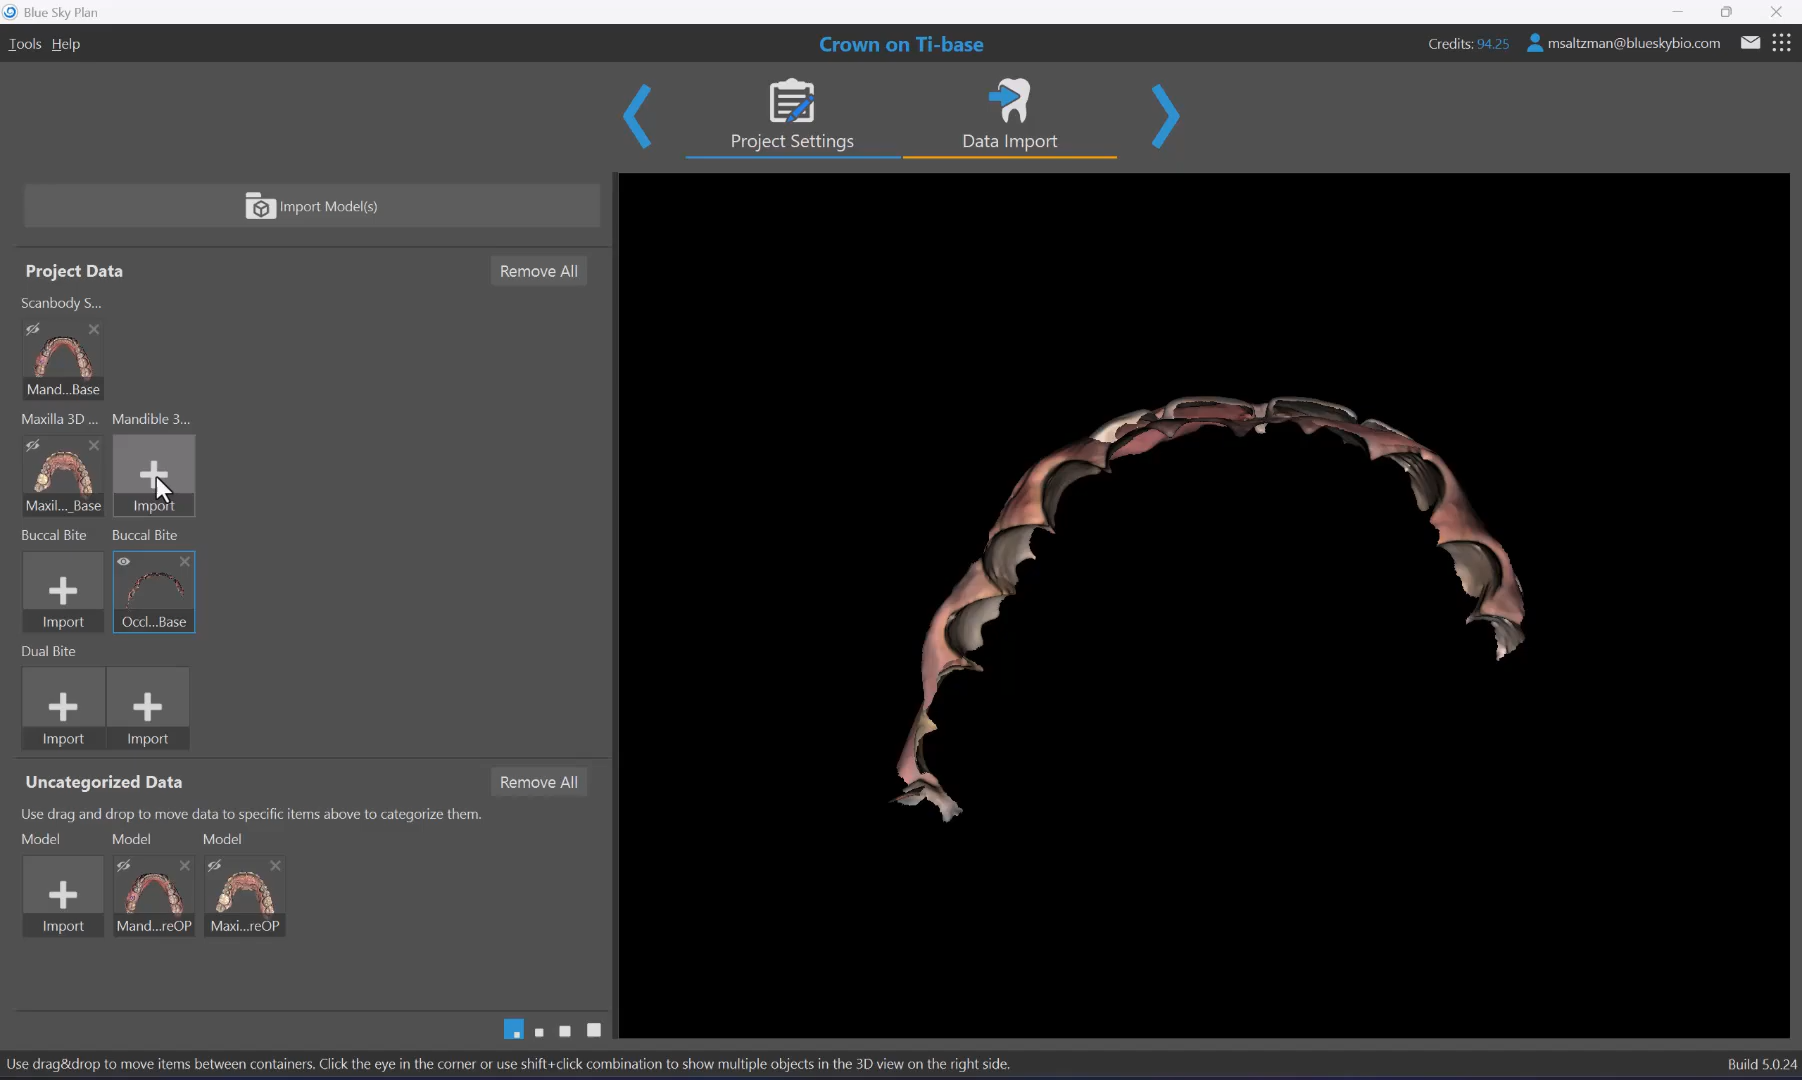 Blue Sky Plan
Tools Help
Crown on Ti-base
Credits: 94.25 msaltzman@blueskybio.com
Project Settings
Data Import
Import Model(s)
Project Data
Remove All
Scanbody S...
Mand...Base
Maxilla 3D ... Mandible 3...
Maxil..._Base
Import
Buccal Bite Buccal Bite
Import
Occl...Base
Dual Bite
Import
Import
Uncategorized Data
Remove All
Use drag and drop to move data to specific items above to categorize them.
Model Model Model
Import
Mand...reOP
Maxi...reOP
Use drag&drop to move items between containers. Click the eye in the corner or use shift+click combination to show multiple objects in the 3D view on the right side.
Build 5.0.24